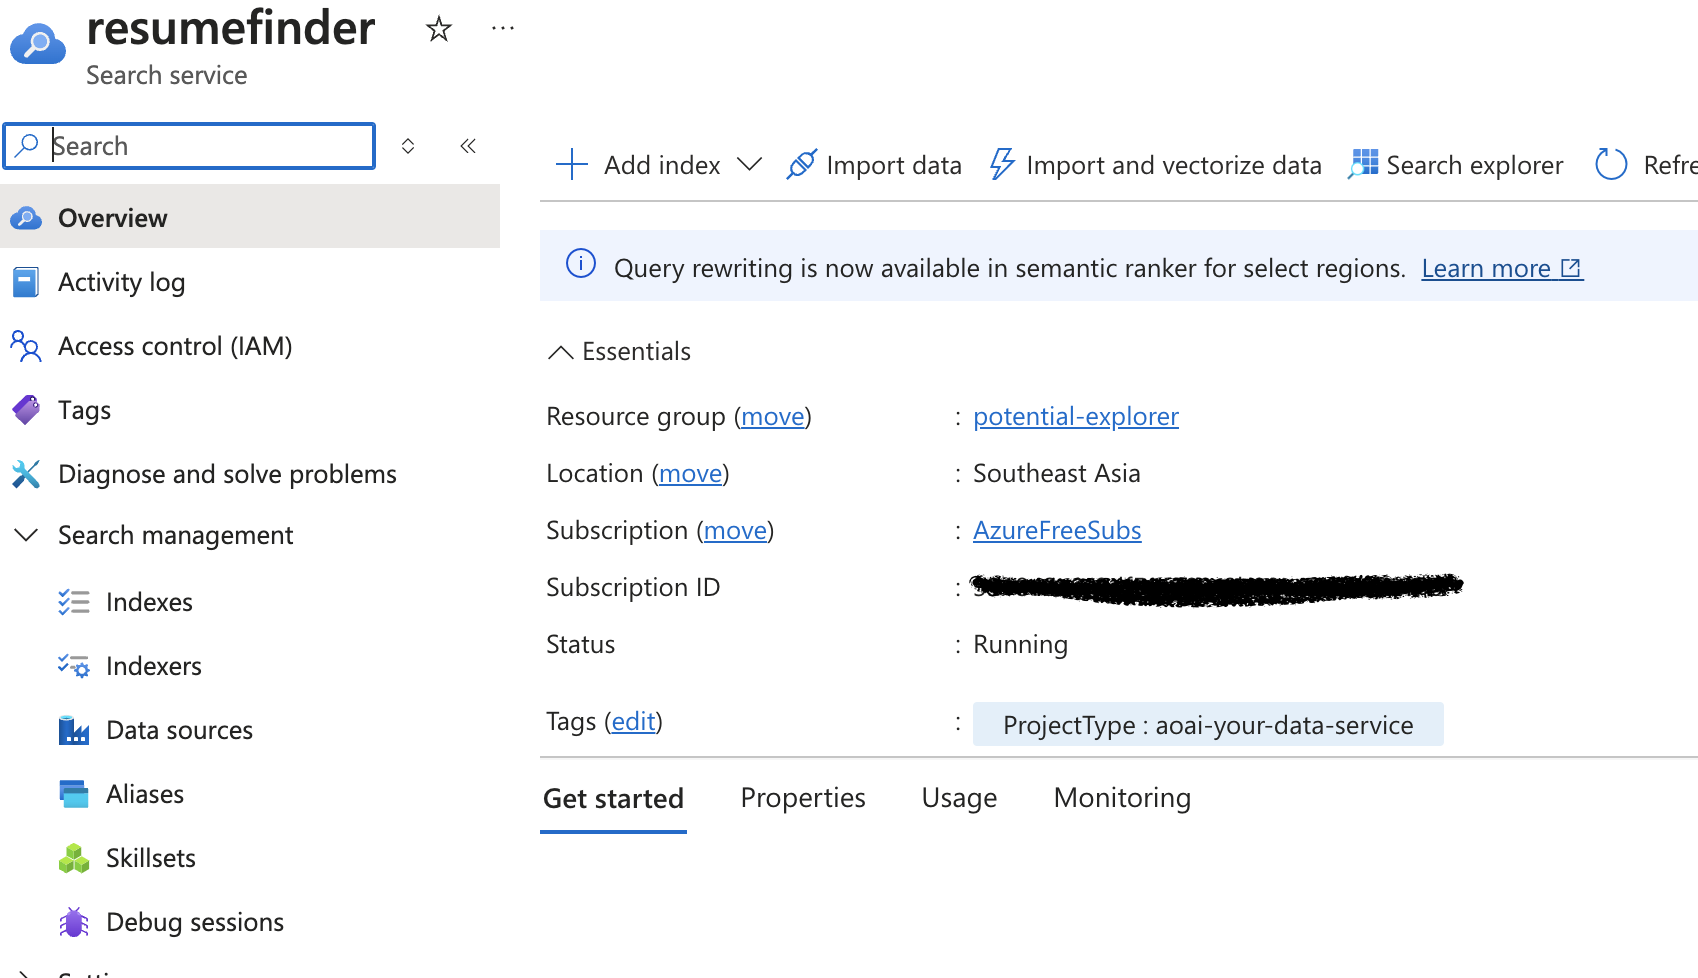 resumefinder
Search service
Search
Overview
Activity log
Access control (IAM)
Tags
Diagnose and solve problems
Search management
Indexes
Indexers
Data sources
Aliases
Skillsets
Debug sessions
Add index
Import data
Import and vectorize data
Search explorer
Refre
Query rewriting is now available in semantic ranker for select regions. Learn more
Essentials
Resource group (move) : potential-explorer
Location (move) : Southeast Asia
Subscription (move) : AzureFreeSubs
Subscription ID :
Status : Running
Tags (edit) : ProjectType : aoai-your-data-service
Get started Properties Usage Monitoring